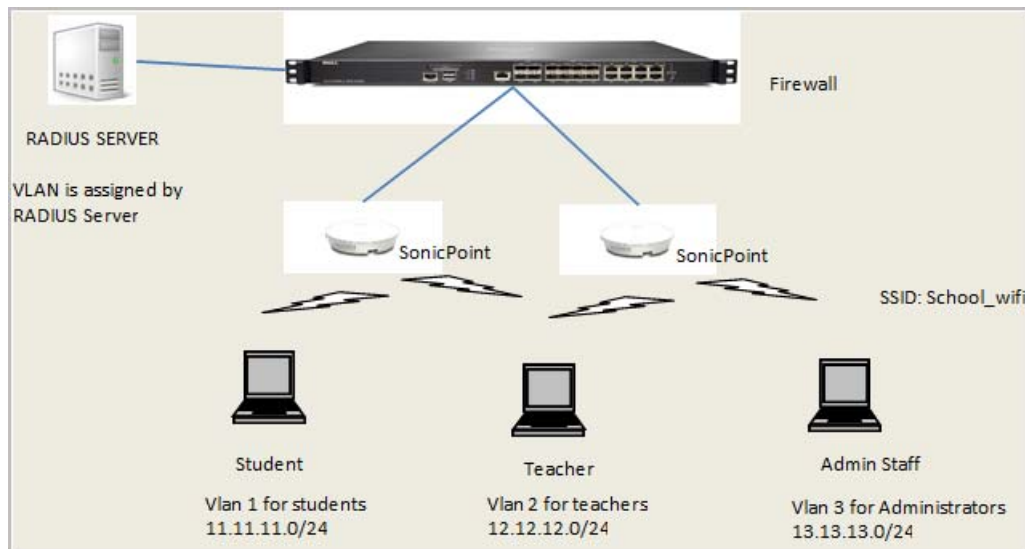 Firewall
RADIUS SERVER
VLAN is assigned by
RADIUS Server
SonicPoint
SonicPoint
SSID: School_wifi
Student
Teacher
Admin Staff
Vlan 1 for students
11.11.11.0/24
Vlan 2 for teachers
12.12.12.0/24
Vlan 3 for Administrators
13.13.13.0/24